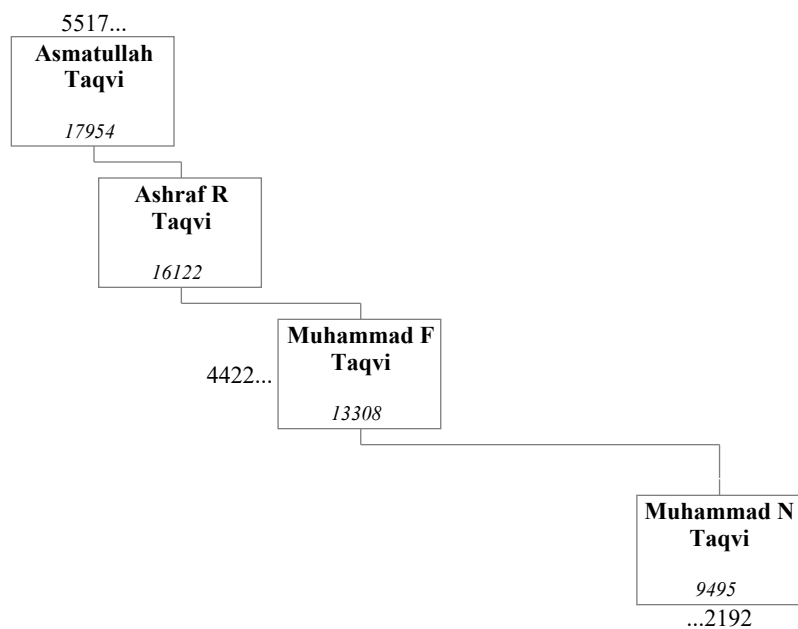 5517...
Asmatullah
Taqvi
17954
Ashraf R
Taqvi
16122
Muhammad F
Taqvi
4422...
13308
Muhammad N
Taqvi
9495
...2192